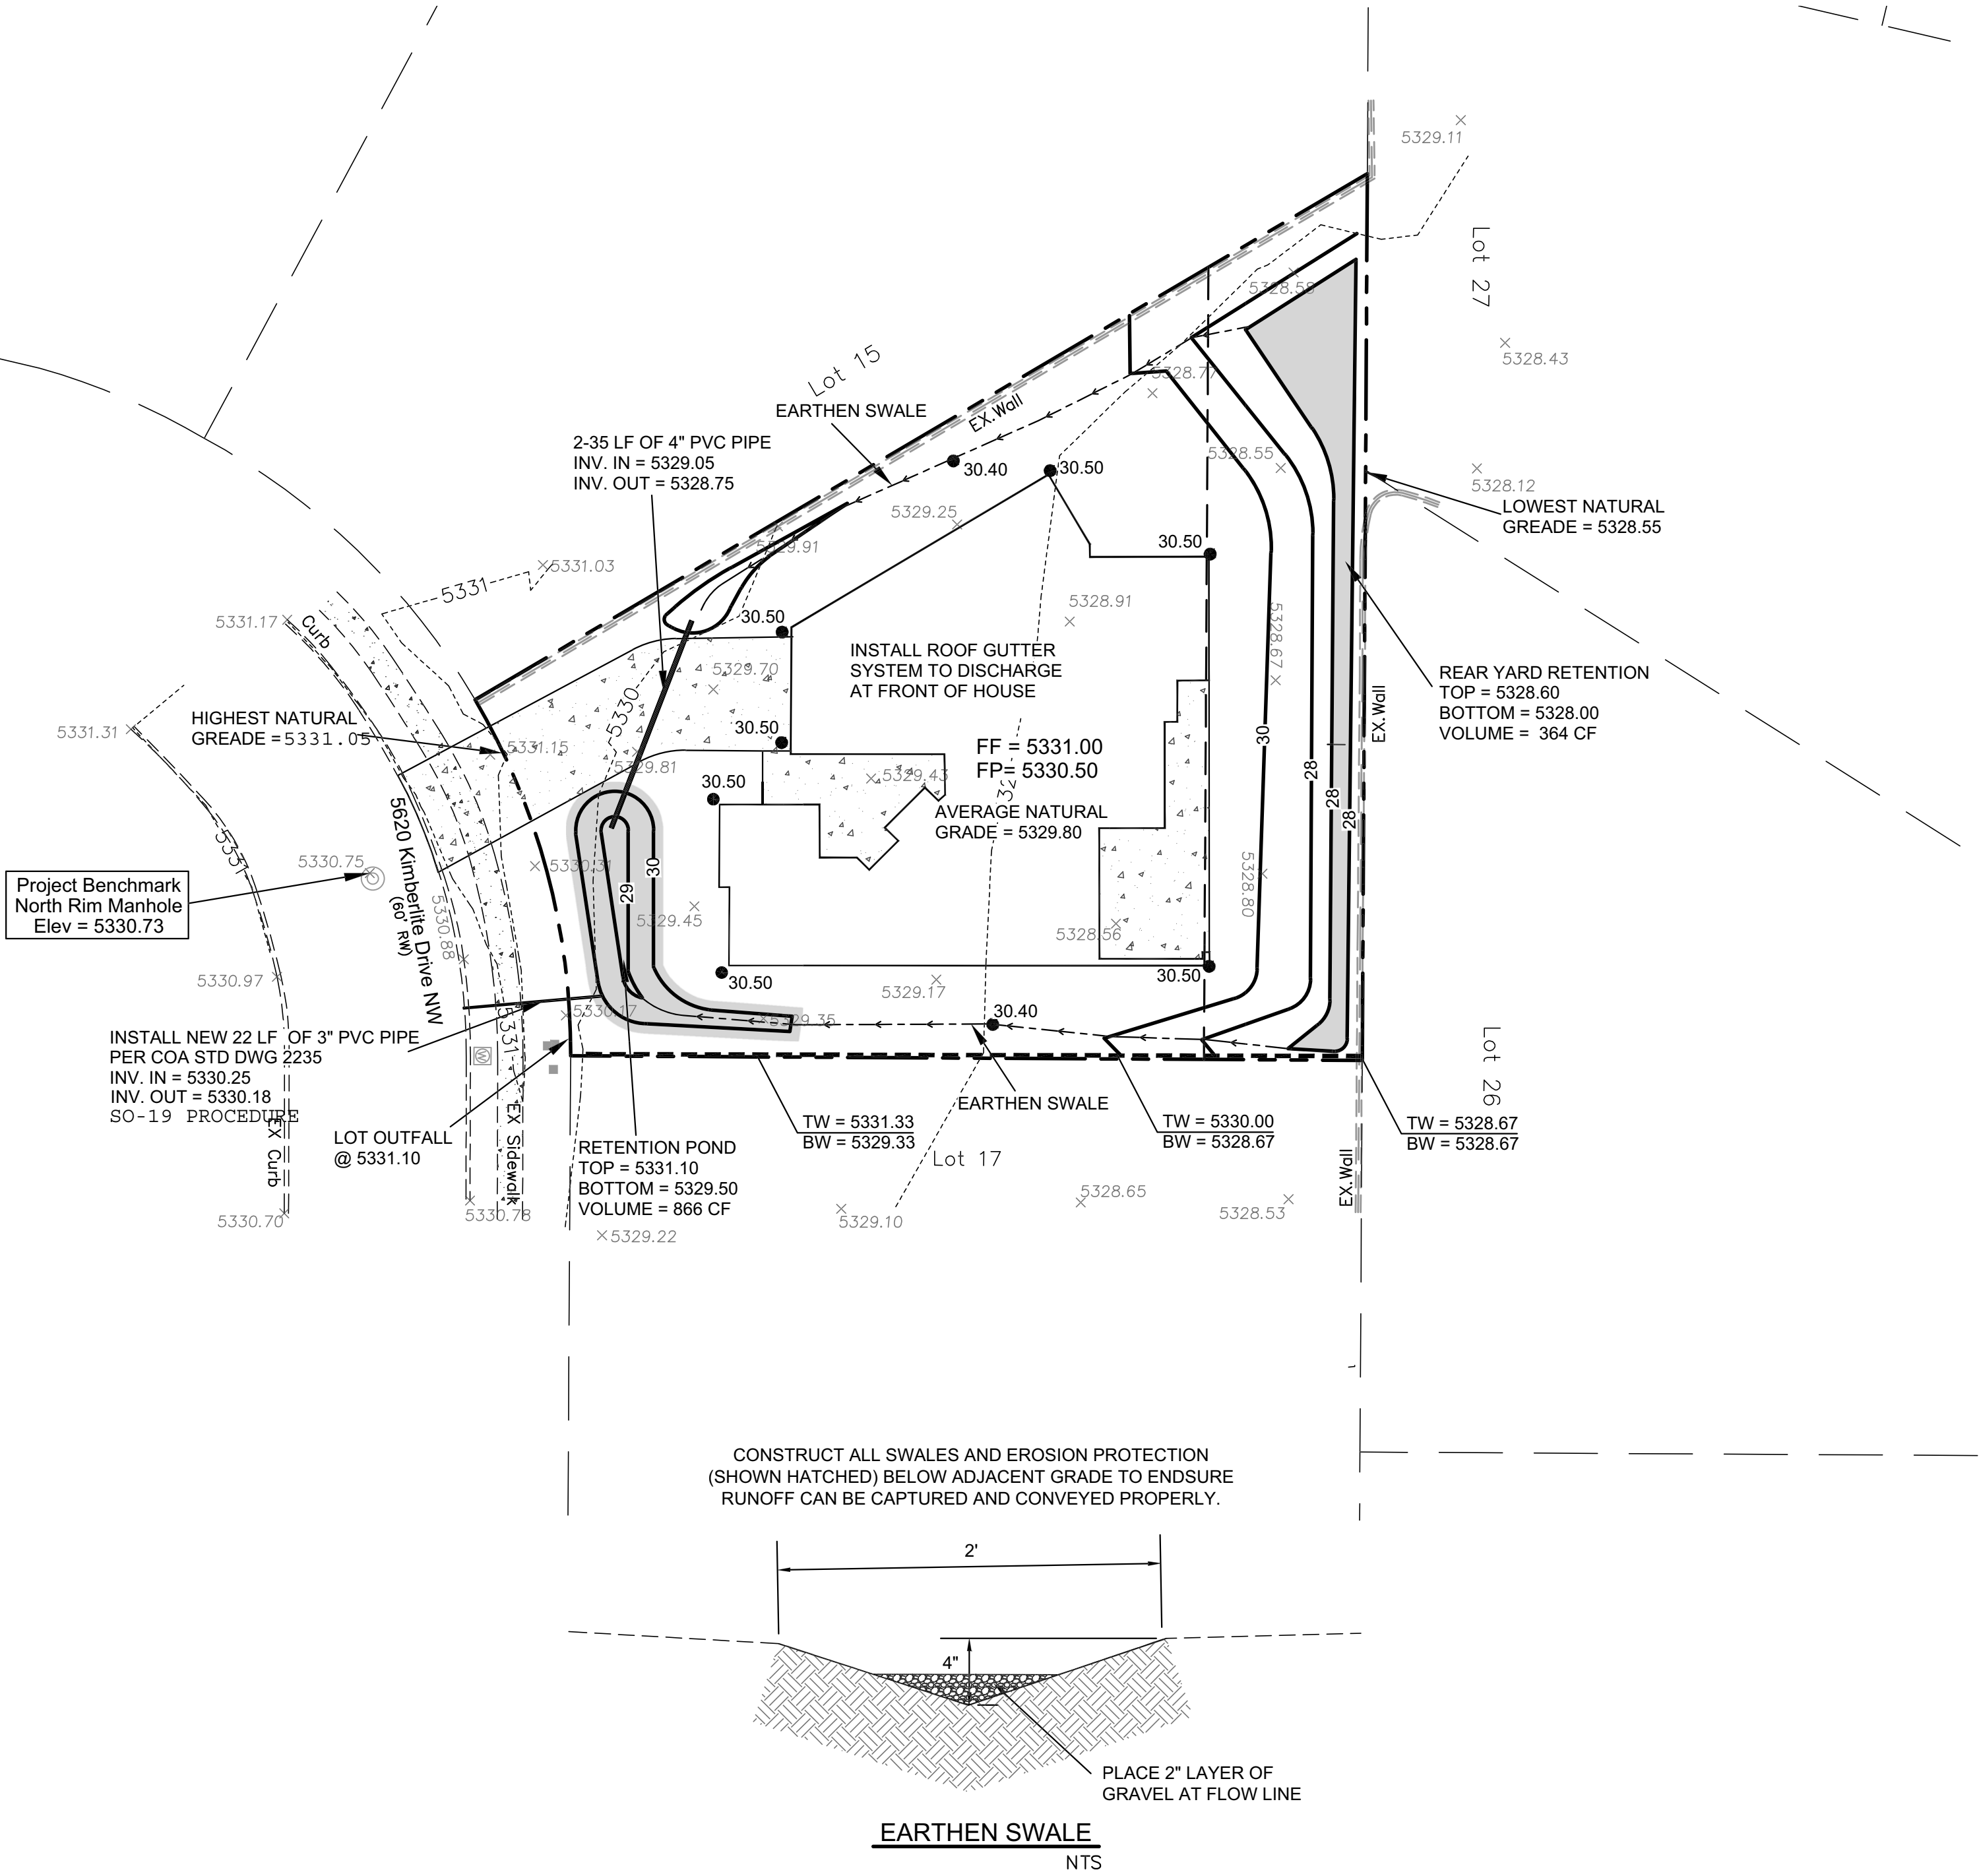 5329.11
Lot 27
5328.58
5328.43
Lot 15
EARTHEN SWALE
EX.Wall
5328.77
2-35 LF OF 4" PVC PIPE
INV. IN = 5329.05
INV. OUT = 5328.75
30.40
30.50
5328.55
5328.12
LOWEST NATURAL
GREADE = 5328.55
5329.25
5329.91
30.50
5331.03
5331
5331.17
Curb
30.50
5328.91
5328.67
INSTALL ROOF GUTTER
SYSTEM TO DISCHARGE
AT FRONT OF HOUSE
5329.70
5330
REAR YARD RETENTION
TOP = 5328.60
BOTTOM = 5328.00
VOLUME = 364 CF
EX.Wall
HIGHEST NATURAL
GREADE = 5331.05
5331.31
5331.15
30.50
30
28
28
28
FF = 5331.00
FP= 5330.50
5329.81
5329.43
30.50
AVERAGE NATURAL
GRADE = 5329.80
5331
5620 Kimberlite Drive NW
(60' RW)
5330.75
5330.31
30
29
Project Benchmark
North Rim Manhole
Elev = 5330.73
5330.88
5329.45
5328.56
5328.80
5330.97
30.50
5329.17
30.50
5330.17
5329.35
30.40
INSTALL NEW 22 LF OF 3" PVC PIPE
PER COA STD DWG 2235
INV. IN = 5330.25
INV. OUT = 5330.18
SO-19 PROCEDURE
5331
W
Lot 26
EX Curb
EX Sidewalk
LOT OUTFALL
@ 5331.10
EARTHEN SWALE
TW = 5331.33
BW = 5329.33
TW = 5330.00
BW = 5328.67
TW = 5328.67
BW = 5328.67
RETENTION POND
TOP = 5331.10
BOTTOM = 5329.50
VOLUME = 866 CF
Lot 17
EX.Wall
5330.70
5330.78
5329.22
5329.10
5328.65
5328.53
CONSTRUCT ALL SWALES AND EROSION PROTECTION
(SHOWN HATCHED) BELOW ADJACENT GRADE TO ENDSURE
RUNOFF CAN BE CAPTURED AND CONVEYED PROPERLY.
2'
4"
PLACE 2" LAYER OF
GRAVEL AT FLOW LINE
EARTHEN SWALE
NTS